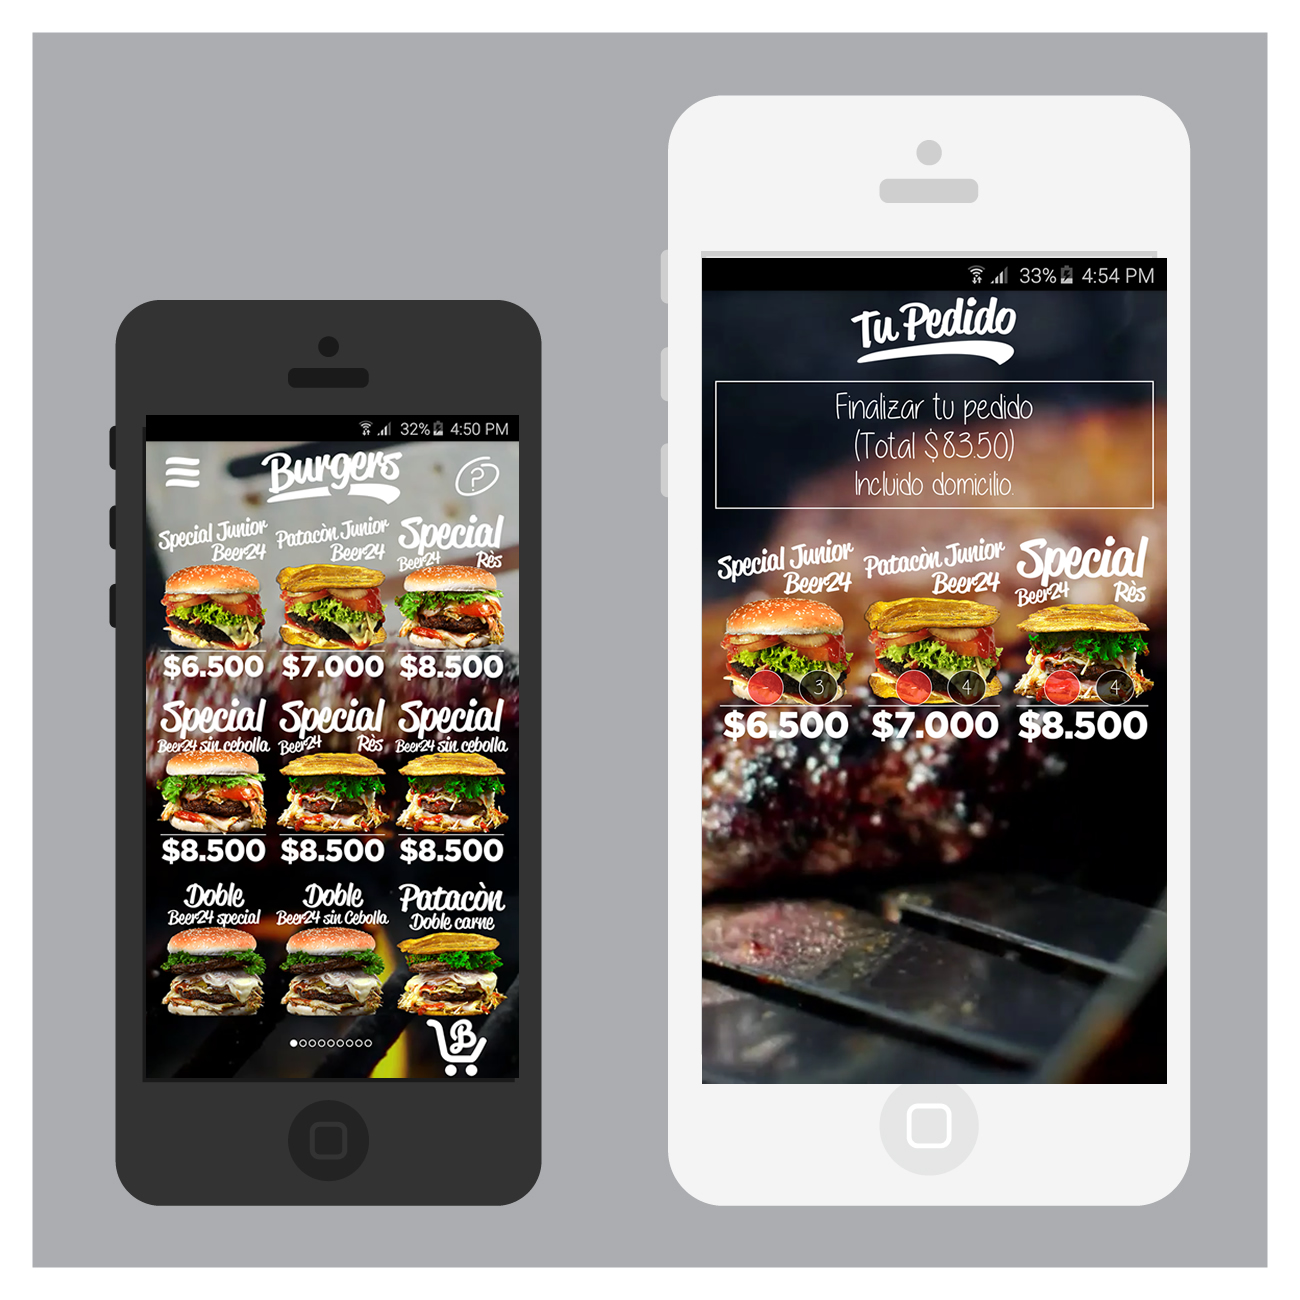 32% 4:50 PM
Burgers
?
Special Junior
Beer24
Patacòn Junior
Beer24
Special
Beer24 Rès
$6.500 $7.000 $8.500
Special
Beer24 sin cebolla
Special
Beer24 Rès
Special
Beer24 sin cebolla
$8.500 $8.500 $8.500
Doble
Beer24 special
Doble
Beer24 sin Cebolla
Patacòn
Doble carne
B
33% 4:54 PM
Tu Pedido
Finalizar tu pedido
(Total $83.50)
Incluido domicilio.
Special Junior
Beer24
Patacòn Junior
Beer24
Special
Beer24 Rès
- 3 - 4 - 4
$6.500 $7.000 $8.500